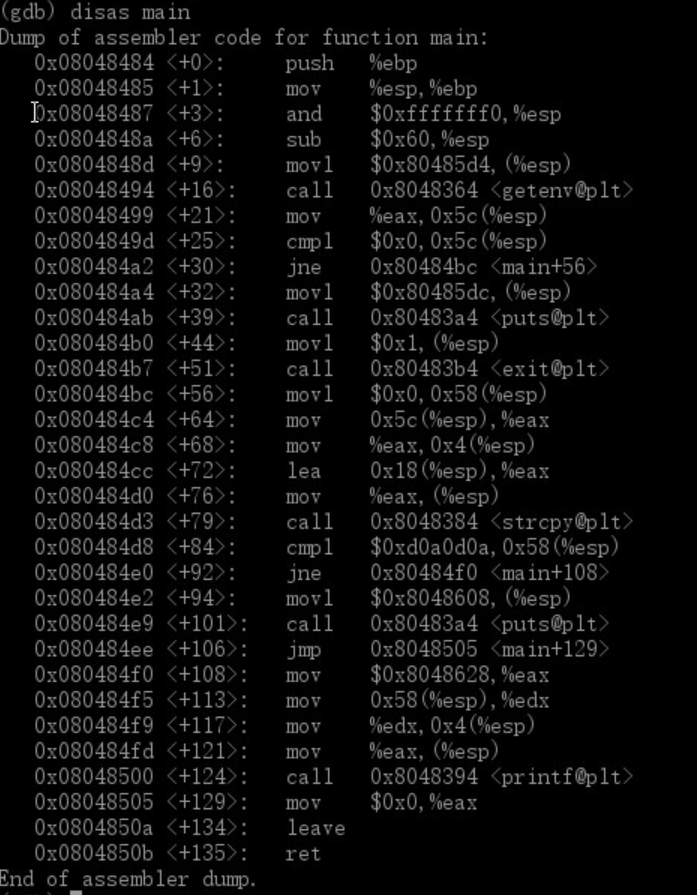 (gdb) disas main
Dump of assembler code for function main:
   0x08048484 <+0>:     push   %ebp
   0x08048485 <+1>:     mov    %esp,%ebp
   0x08048487 <+3>:     and    $0xfffffff0,%esp
   0x0804848a <+6>:     sub    $0x60,%esp
   0x0804848d <+9>:     movl   $0x80485d4,(%esp)
   0x08048494 <+16>:    call   0x8048364 <getenv@plt>
   0x08048499 <+21>:    mov    %eax,0x5c(%esp)
   0x0804849d <+25>:    cmpl   $0x0,0x5c(%esp)
   0x080484a2 <+30>:    jne    0x80484bc <main+56>
   0x080484a4 <+32>:    movl   $0x80485dc,(%esp)
   0x080484ab <+39>:    call   0x80483a4 <puts@plt>
   0x080484b0 <+44>:    movl   $0x1,(%esp)
   0x080484b7 <+51>:    call   0x80483b4 <exit@plt>
   0x080484bc <+56>:    movl   $0x0,0x58(%esp)
   0x080484c4 <+64>:    mov    0x5c(%esp),%eax
   0x080484c8 <+68>:    mov    %eax,0x4(%esp)
   0x080484cc <+72>:    lea    0x18(%esp),%eax
   0x080484d0 <+76>:    mov    %eax,(%esp)
   0x080484d3 <+79>:    call   0x8048384 <strcpy@plt>
   0x080484d8 <+84>:    cmpl   $0xd0a0d0a,0x58(%esp)
   0x080484e0 <+92>:    jne    0x80484f0 <main+108>
   0x080484e2 <+94>:    movl   $0x8048608,(%esp)
   0x080484e9 <+101>:   call   0x80483a4 <puts@plt>
   0x080484ee <+106>:   jmp    0x8048505 <main+129>
   0x080484f0 <+108>:   mov    $0x8048628,%eax
   0x080484f5 <+113>:   mov    0x58(%esp),%edx
   0x080484f9 <+117>:   mov    %edx,0x4(%esp)
   0x080484fd <+121>:   mov    %eax,(%esp)
   0x08048500 <+124>:   call   0x8048394 <printf@plt>
   0x08048505 <+129>:   mov    $0x0,%eax
   0x0804850a <+134>:   leave
   0x0804850b <+135>:   ret
End of assembler dump.